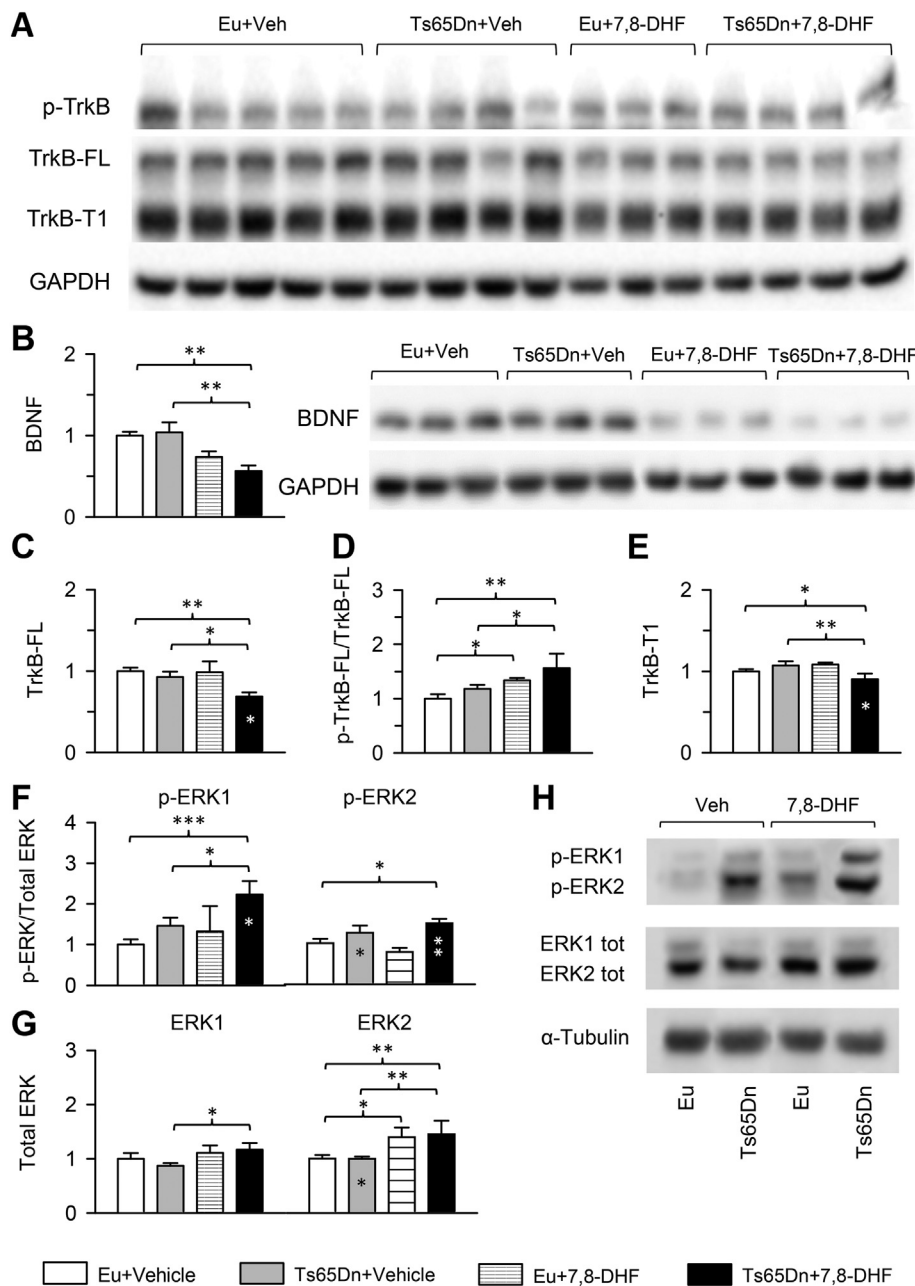 A
Eu+Veh Ts65Dn+Veh Eu+7,8-DHF Ts65Dn+7,8-DHF
p-TrkB
TrkB-FL
TrkB-T1
GAPDH
B
2
1
0
BDNF
**
**
Eu+Veh Ts65Dn+Veh Eu+7,8-DHF Ts65Dn+7,8-DHF
BDNF
GAPDH
C
2
1
0
TrkB-FL
**
*
*
D
3
2
1
0
p-TrkB-FL/TrkB-FL
**
*
*
E
2
1
0
TrkB-T1
*
**
*
F
p-ERK1 p-ERK2
4
3
2
1
0
p-ERK/Total ERK
***
*
*
*
*
**
G
ERK1 ERK2
3
2
1
0
Total ERK
*
**
**
*
*
H
Veh 7,8-DHF
p-ERK1
p-ERK2
ERK1 tot
ERK2 tot
α-Tubulin
Eu Ts65Dn Eu Ts65Dn
Eu+Vehicle Ts65Dn+Vehicle Eu+7,8-DHF Ts65Dn+7,8-DHF